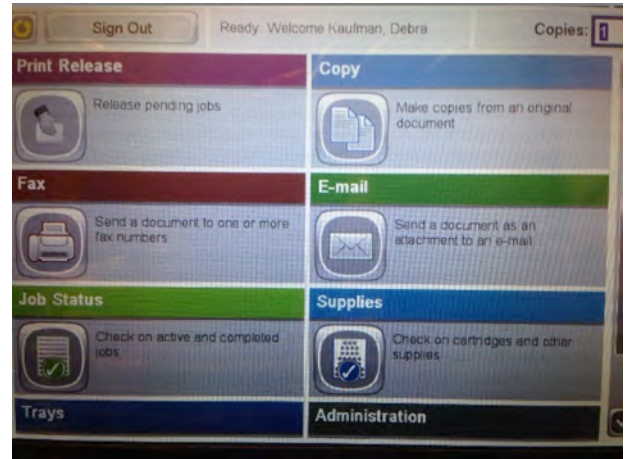 Sign Out
Ready. Welcome Kaufman, Debra
Copies: 1
Print Release
Release pending jobs
Copy
Make copies from an original
document
Fax
Send a document to one or more
fax numbers
E-mail
Send a document as an
attachment to an e-mail
Job Status
Check on active and completed
jobs
Supplies
Check on cartridges and other
supplies
Trays
Administration